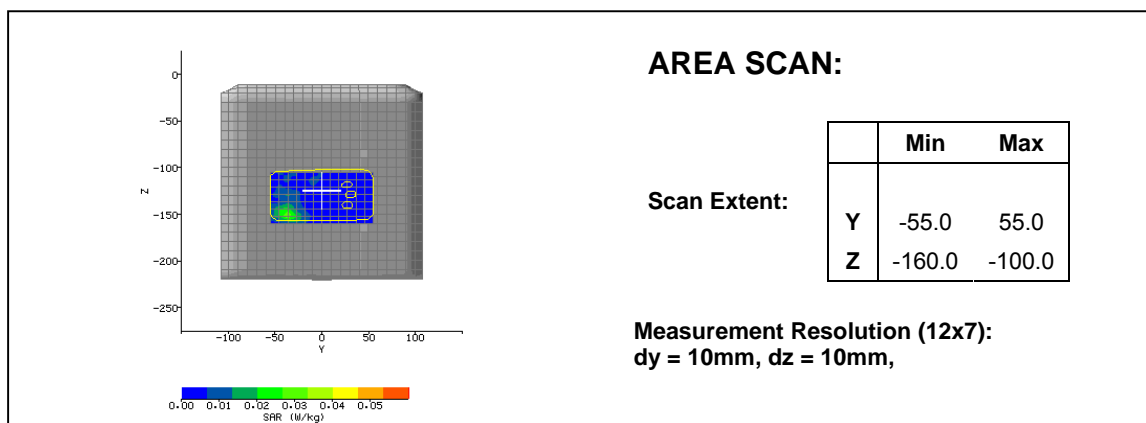 AREA SCAN:
Scan Extent:
Min Max
Y -55.0 55.0
Z -160.0 -100.0
Measurement Resolution (12x7):
dy = 10mm, dz = 10mm,
0
-50
-100
-150
-200
-250
Z
-100 -50 0 50 100
Y
0.00 0.01 0.02 0.03 0.04 0.05
SAR (W/kg)